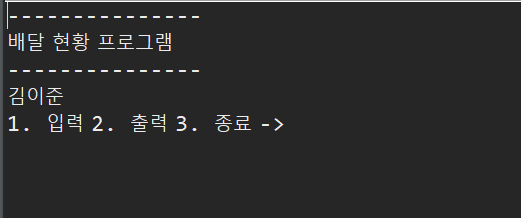 ---------------
배달 현황 프로그램
---------------
김이준
1. 입력 2. 출력 3. 종료 ->